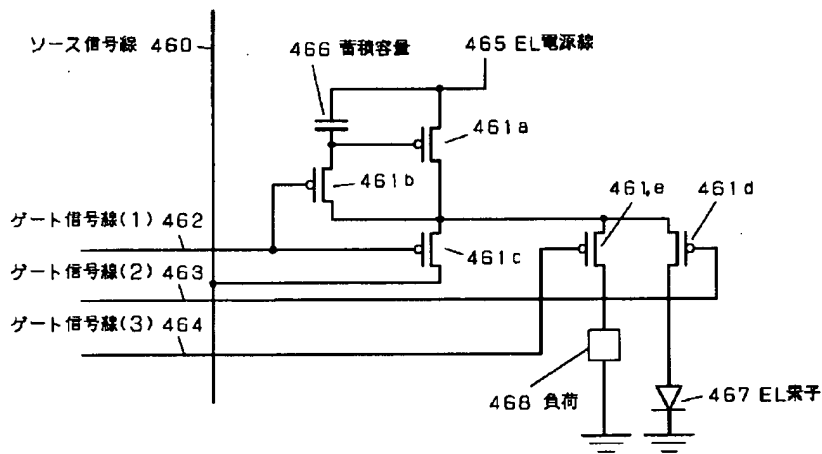 ソース信号線 460
466 蓄積容量
465 EL電源線
461a
461b
461,e
461d
ゲート信号線(1) 462
461c
ゲート信号線(2) 463
ゲート信号線(3) 464
468 負荷
467 EL素子